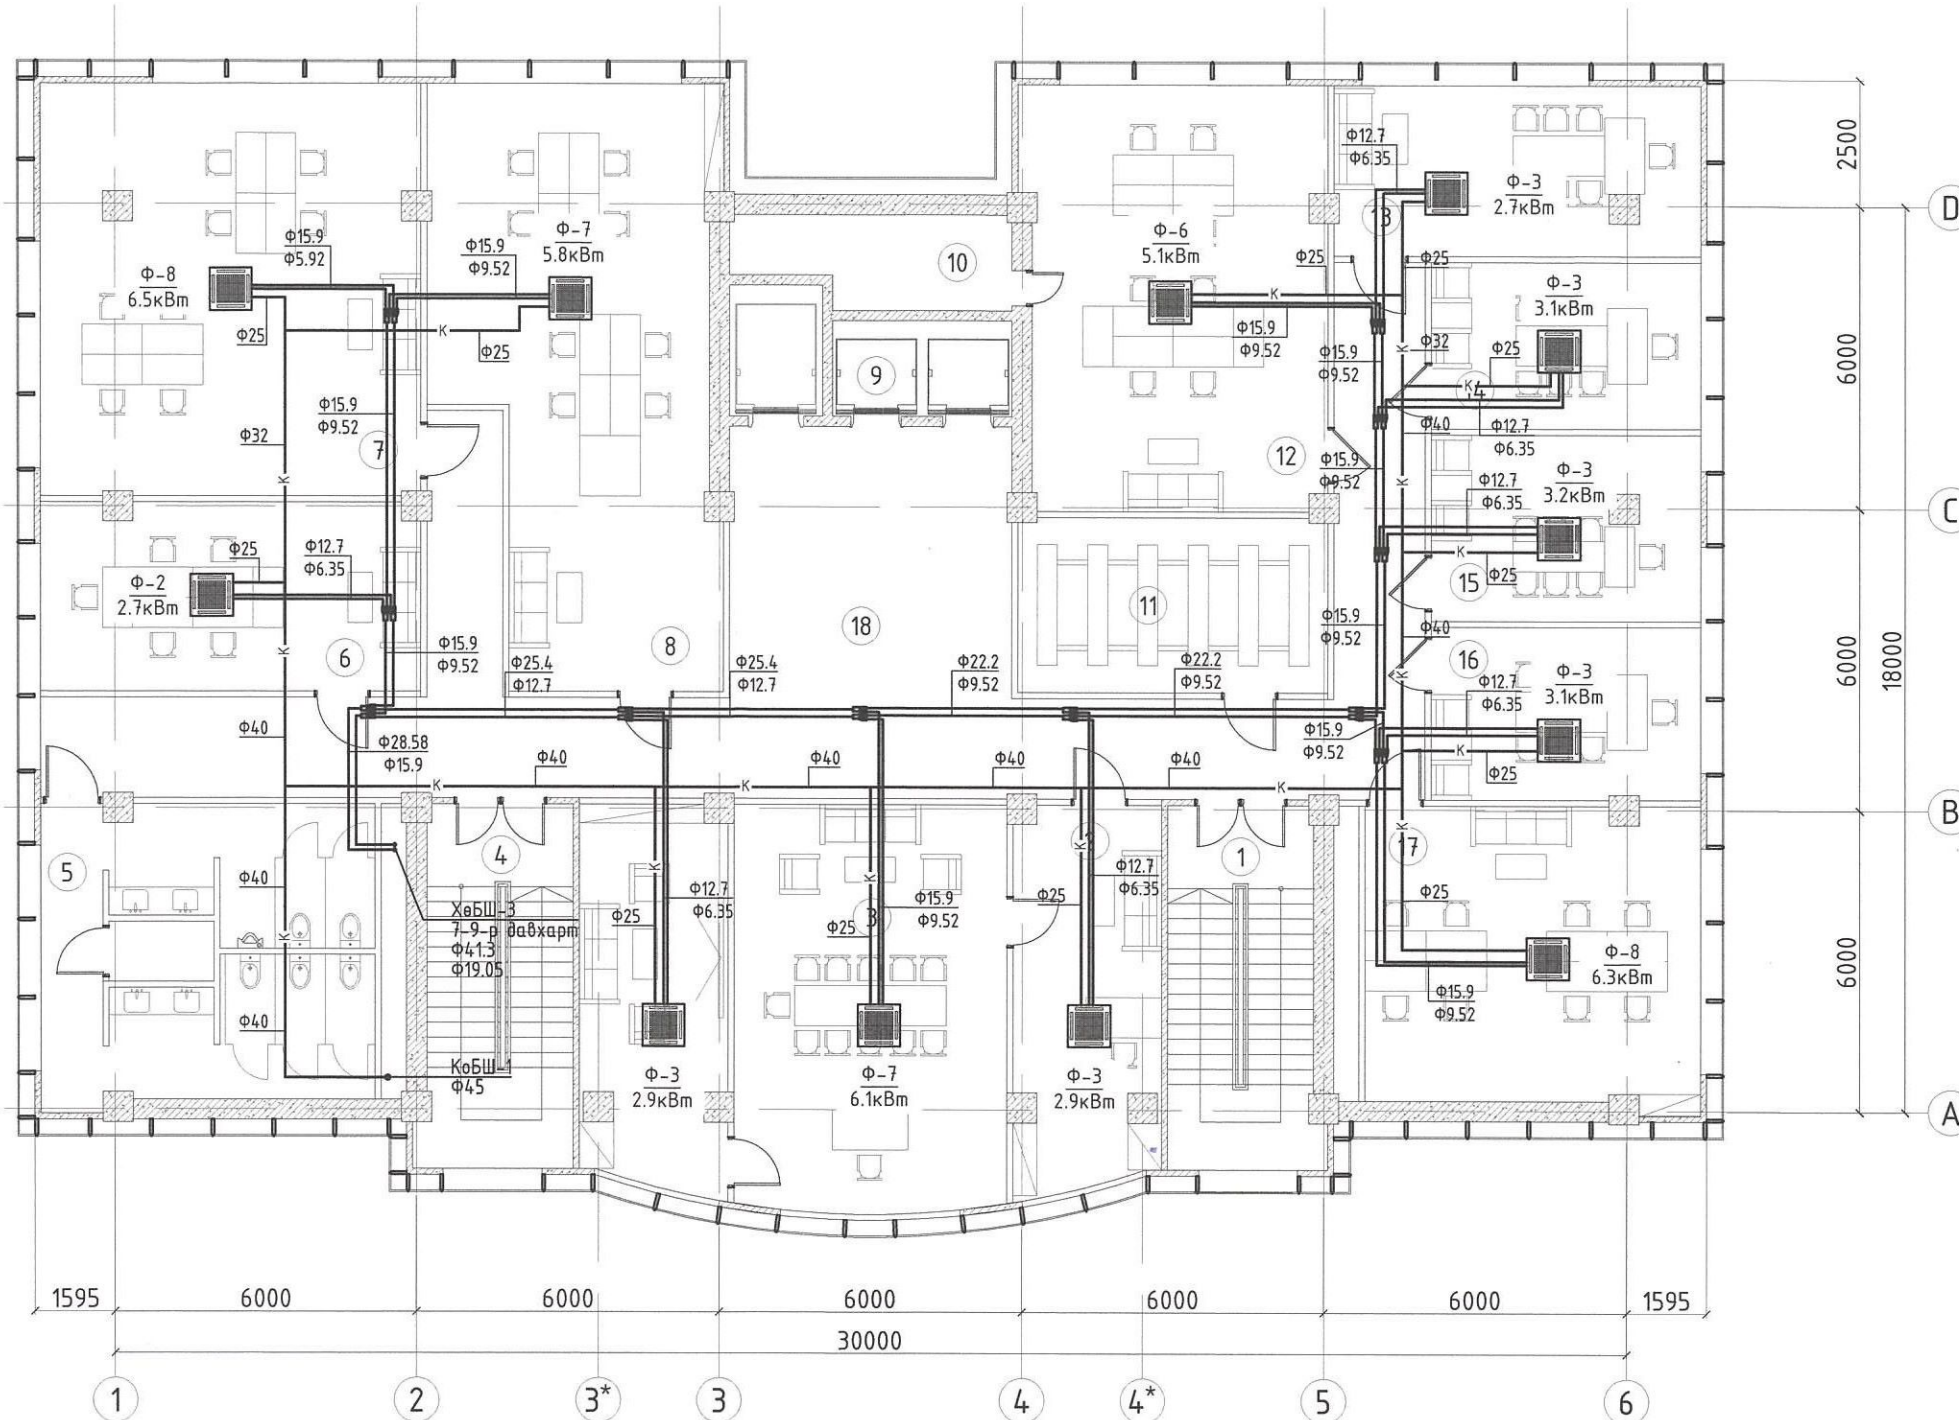 2500
Ф12.7
Ф6.35
Ф-3
2.7кВт
D
13
Ф15.9
Ф5.92
Ф15.9
Ф9.52
Ф-7
5.8кВт
10
Ф-6
5.1кВт
Ф25
Ф25
Ф-8
6.5кВт
Ф-3
3.1кВт
К
Ф25
К
Ф25
Ф15.9
Ф9.52
Ф15.9
Ф9.52
Ф32
К
Ф25
6000
9
К
Ф15.9
Ф9.52
Ф32
7
Ф40
Ф12.7
Ф6.35
12
Ф15.9
Ф9.52
Ф-3
3.2кВт
К
К
Ф12.7
Ф6.35
C
Ф25
Ф12.7
Ф6.35
К
Ф25
Ф-2
2.7кВт
15
11
18
Ф15.9
Ф9.52
Ф40
К
6
Ф15.9
Ф9.52
8
Ф25.4
Ф12.7
Ф25.4
Ф12.7
Ф22.2
Ф9.52
Ф22.2
Ф9.52
16
К
Ф-3
3.1кВт
Ф12.7
Ф6.35
6000
18000
Ф40
Ф28.58
Ф15.9
Ф15.9
Ф9.52
К
Ф25
К
Ф40
К
Ф40
Ф40
К
Ф40
К
B
К
5
4
К
К
К
1
17
Ф40
Ф12.7
Ф6.35
Ф15.9
Ф9.52
Ф12.7
Ф6.35
Ф25
ХөБШ-3
7-9-р давхарт
Ф41.3
Ф19.05
Ф25
3
Ф25
Ф25
К
Ф-8
6.3кВт
6000
Ф15.9
Ф9.52
Ф40
КоБШ-1
Ф45
Ф-3
2.9кВт
Ф-7
6.1кВт
Ф-3
2.9кВт
A
1595
6000
6000
6000
6000
6000
1595
30000
1
2
3*
3
4
4*
5
6